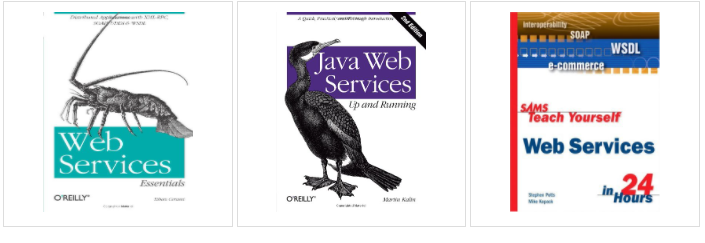 Distributed Applications with XML-RPC,
SOAP, UDDI & WSDL
Web
Services
Essentials
O'REILLY
Ethan Cerami
A Quick, Practical, and Thorough Introduction
2nd Edition
Java Web
Services
Up and Running
O'REILLY
Martin Kalin
Interoperability
SOAP
WSDL
e-commerce
SAMS
Teach Yourself
Web Services
in 24
Hours
Stephen Potts
Mike Kopack